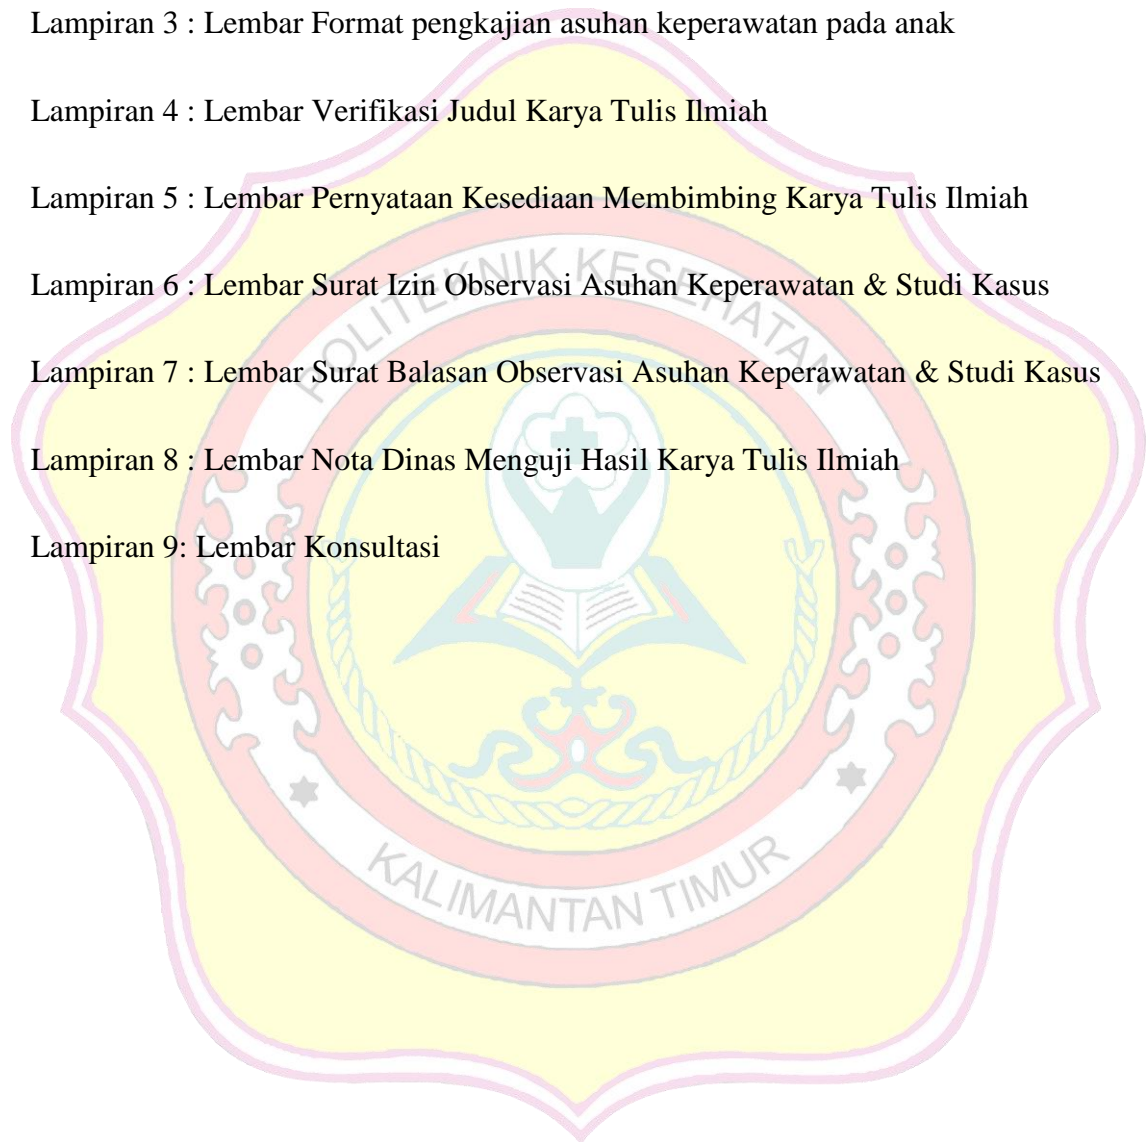 Lampiran 3 : Lembar Format pengkajian asuhan keperawatan pada anak
Lampiran 4 : Lembar Verifikasi Judul Karya Tulis Ilmiah
Lampiran 5 : Lembar Pernyataan Kesediaan Membimbing Karya Tulis Ilmiah
Lampiran 6 : Lembar Surat Izin Observasi Asuhan Keperawatan & Studi Kasus
Lampiran 7 : Lembar Surat Balasan Observasi Asuhan Keperawatan & Studi Kasus
Lampiran 8 : Lembar Nota Dinas Menguji Hasil Karya Tulis Ilmiah
Lampiran 9: Lembar Konsultasi
POLITEKNIK KESEHATAN
KALIMANTAN TIMUR